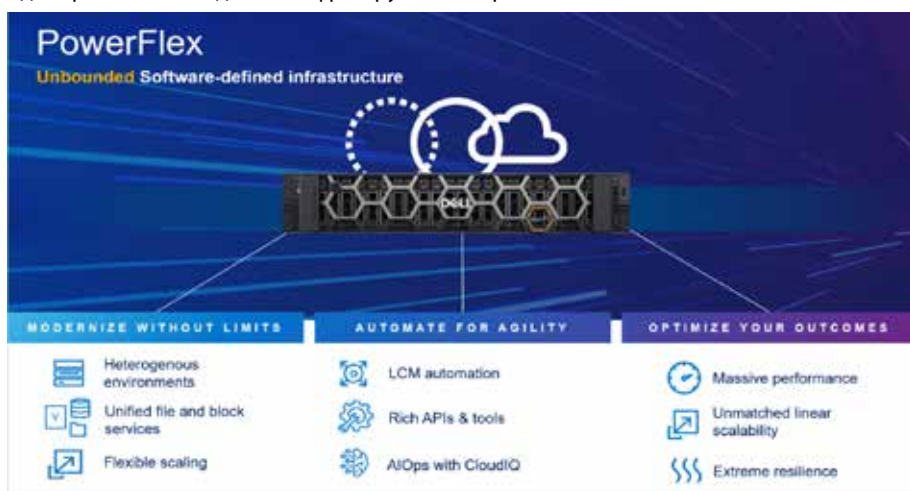 PowerFlex
Unbounded Software-defined infrastructure
DELL
MODERNIZE WITHOUT LIMITS
Heterogenous
environments
Unified file and block
services
Flexible scaling
AUTOMATE FOR AGILITY
LCM automation
Rich APIs & tools
AIOps with CloudIQ
OPTIMIZE YOUR OUTCOMES
Massive performance
Unmatched linear
scalability
Extreme resilience